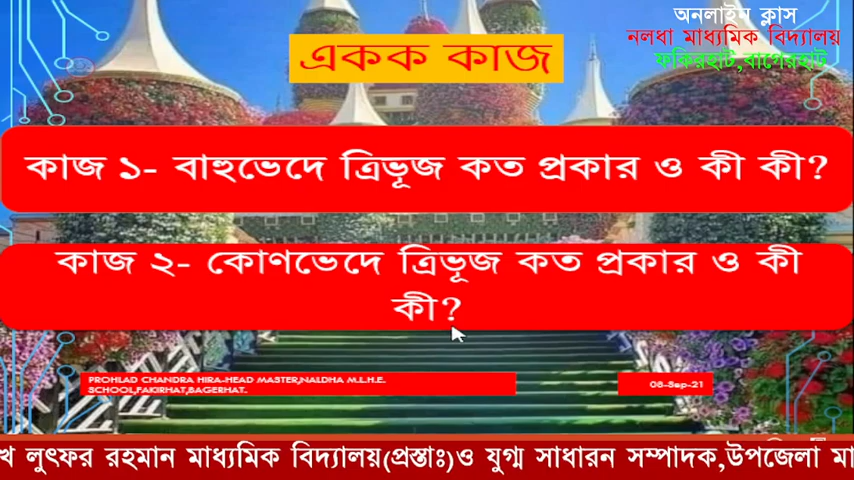 অনলাইন ক্লাস
নলধা মাধ্যমিক বিদ্যালয়
ফকিরহাট,বাগেরহাট
একক কাজ
কাজ ১- বাহুভেদে ত্রিভূজ কত প্রকার ও কী কী?
কাজ ২- কোণভেদে ত্রিভূজ কত প্রকার ও কী
কী?
PROHLAD CHANDRA HIRA-HEAD MASTER,NALDHA M.L.H.E.
SCHOOL,FAKIRHAT,BAGERHAT.
08-Sep-21
খ লুৎফর রহমান মাধ্যমিক বিদ্যালয়(প্রস্তাঃ)ও যুগ্ম সাধারন সম্পাদক,উপজেলা মা